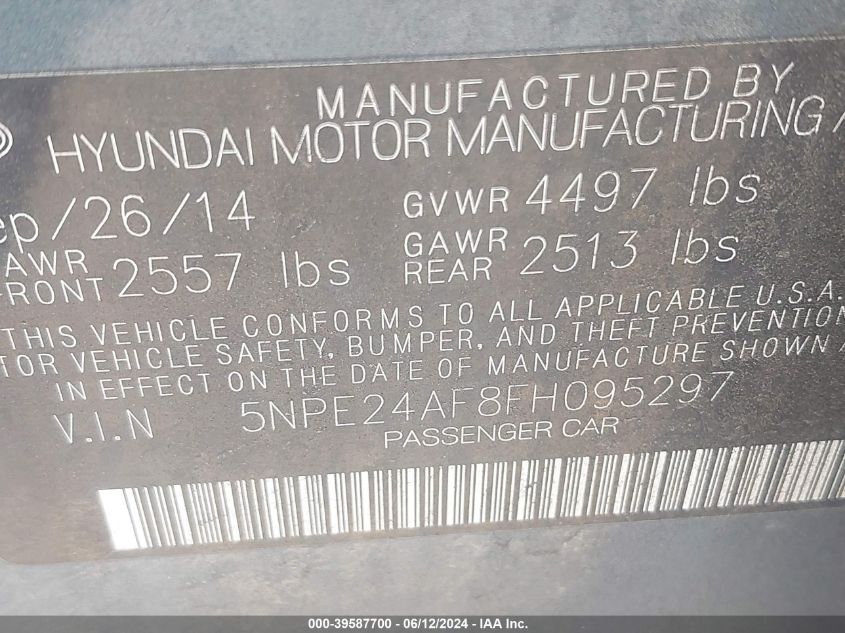 MANUFACTURED BY
HYUNDAI MOTOR MANUFACTURING
ep/26/14 GVWR 4497 lbs
AWR FRONT 2557 lbs GAWR REAR 2513 lbs
THIS VEHICLE CONFORMS TO ALL APPLICABLE U.S.A.
TOR VEHICLE SAFETY, BUMPER, AND THEFT PREVENTION
IN EFFECT ON THE DATE OF MANUFACTURE SHOWN
V.I.N 5NPE24AF8FH095297
PASSENGER CAR
000-39587700 - 06/12/2024 - IAA Inc.